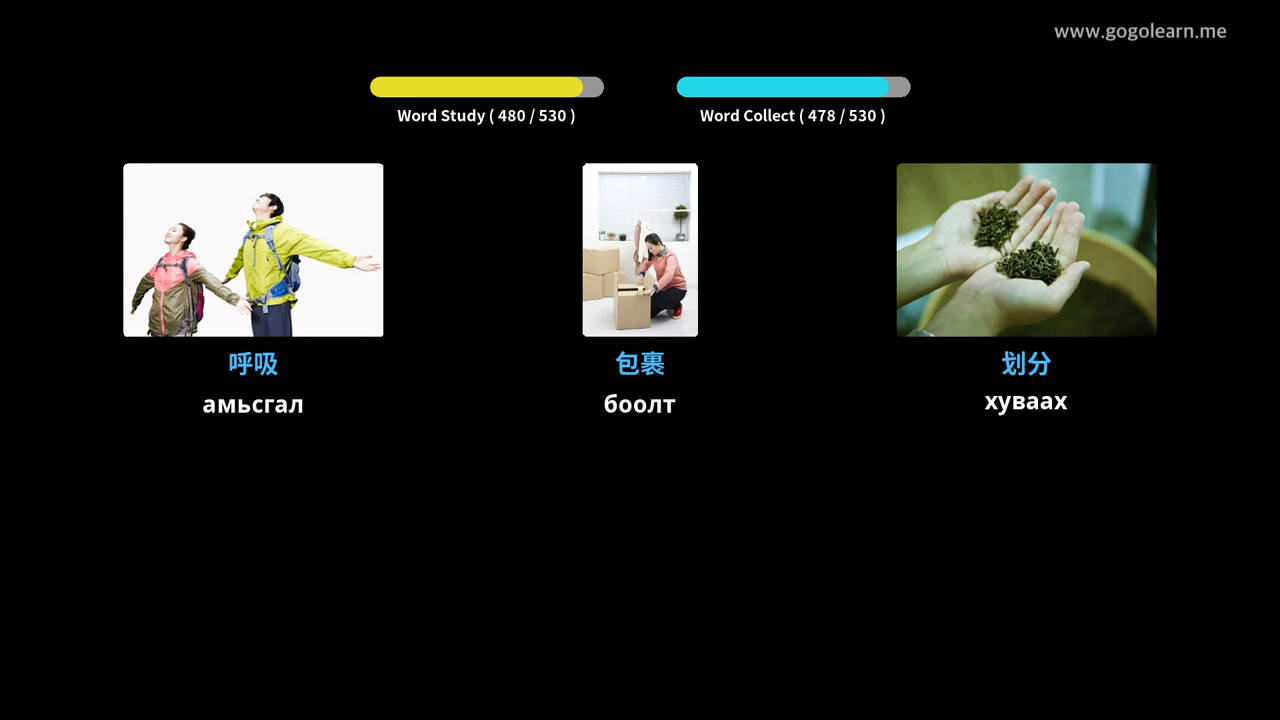 www.gogolearn.me
Word Study ( 480 / 530 )
Word Collect ( 478 / 530 )
呼吸
包裹
划分
амьсгал
боолт
хуваах